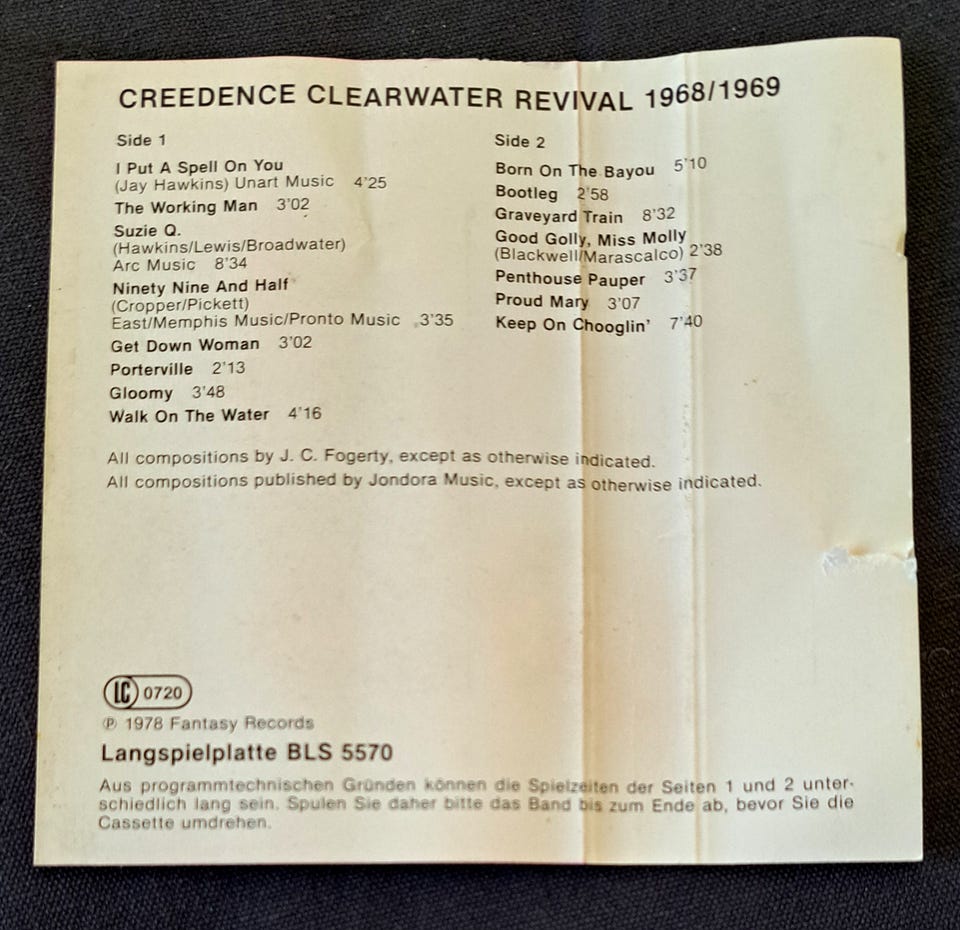 CREEDENCE CLEARWATER REVIVAL 1968/1969
Side 1
I Put A Spell On You
(Jay Hawkins) Unart Music 4'25
The Working Man 3'02
Suzie Q.
(Hawkins/Lewis/Broadwater)
Arc Music 8'34
Ninety Nine And Half
(Cropper/Pickett)
East/Memphis Music/Pronto Music 3'35
Get Down Woman 3'02
Porterville 2'13
Gloomy 3'48
Walk On The Water 4'16
Side 2
Born On The Bayou 5'10
Bootleg 2'58
Graveyard Train 8'32
Good Golly, Miss Molly
(Blackwell/Marascalco) 2'38
Penthouse Pauper 3'37
Proud Mary 3'07
Keep On Chooglin' 7'40
All compositions by J. C. Fogerty, except as otherwise indicated.
All compositions published by Jondora Music, except as otherwise indicated.
LC 0720
℗ 1978 Fantasy Records
Langspielplatte BLS 5570
Aus programmtechnischen Gründen können die Spielzeiten der Seiten 1 und 2 unter-
schiedlich lang sein. Spulen Sie daher bitte das Band bis zum Ende ab, bevor Sie die
Cassette umdrehen.